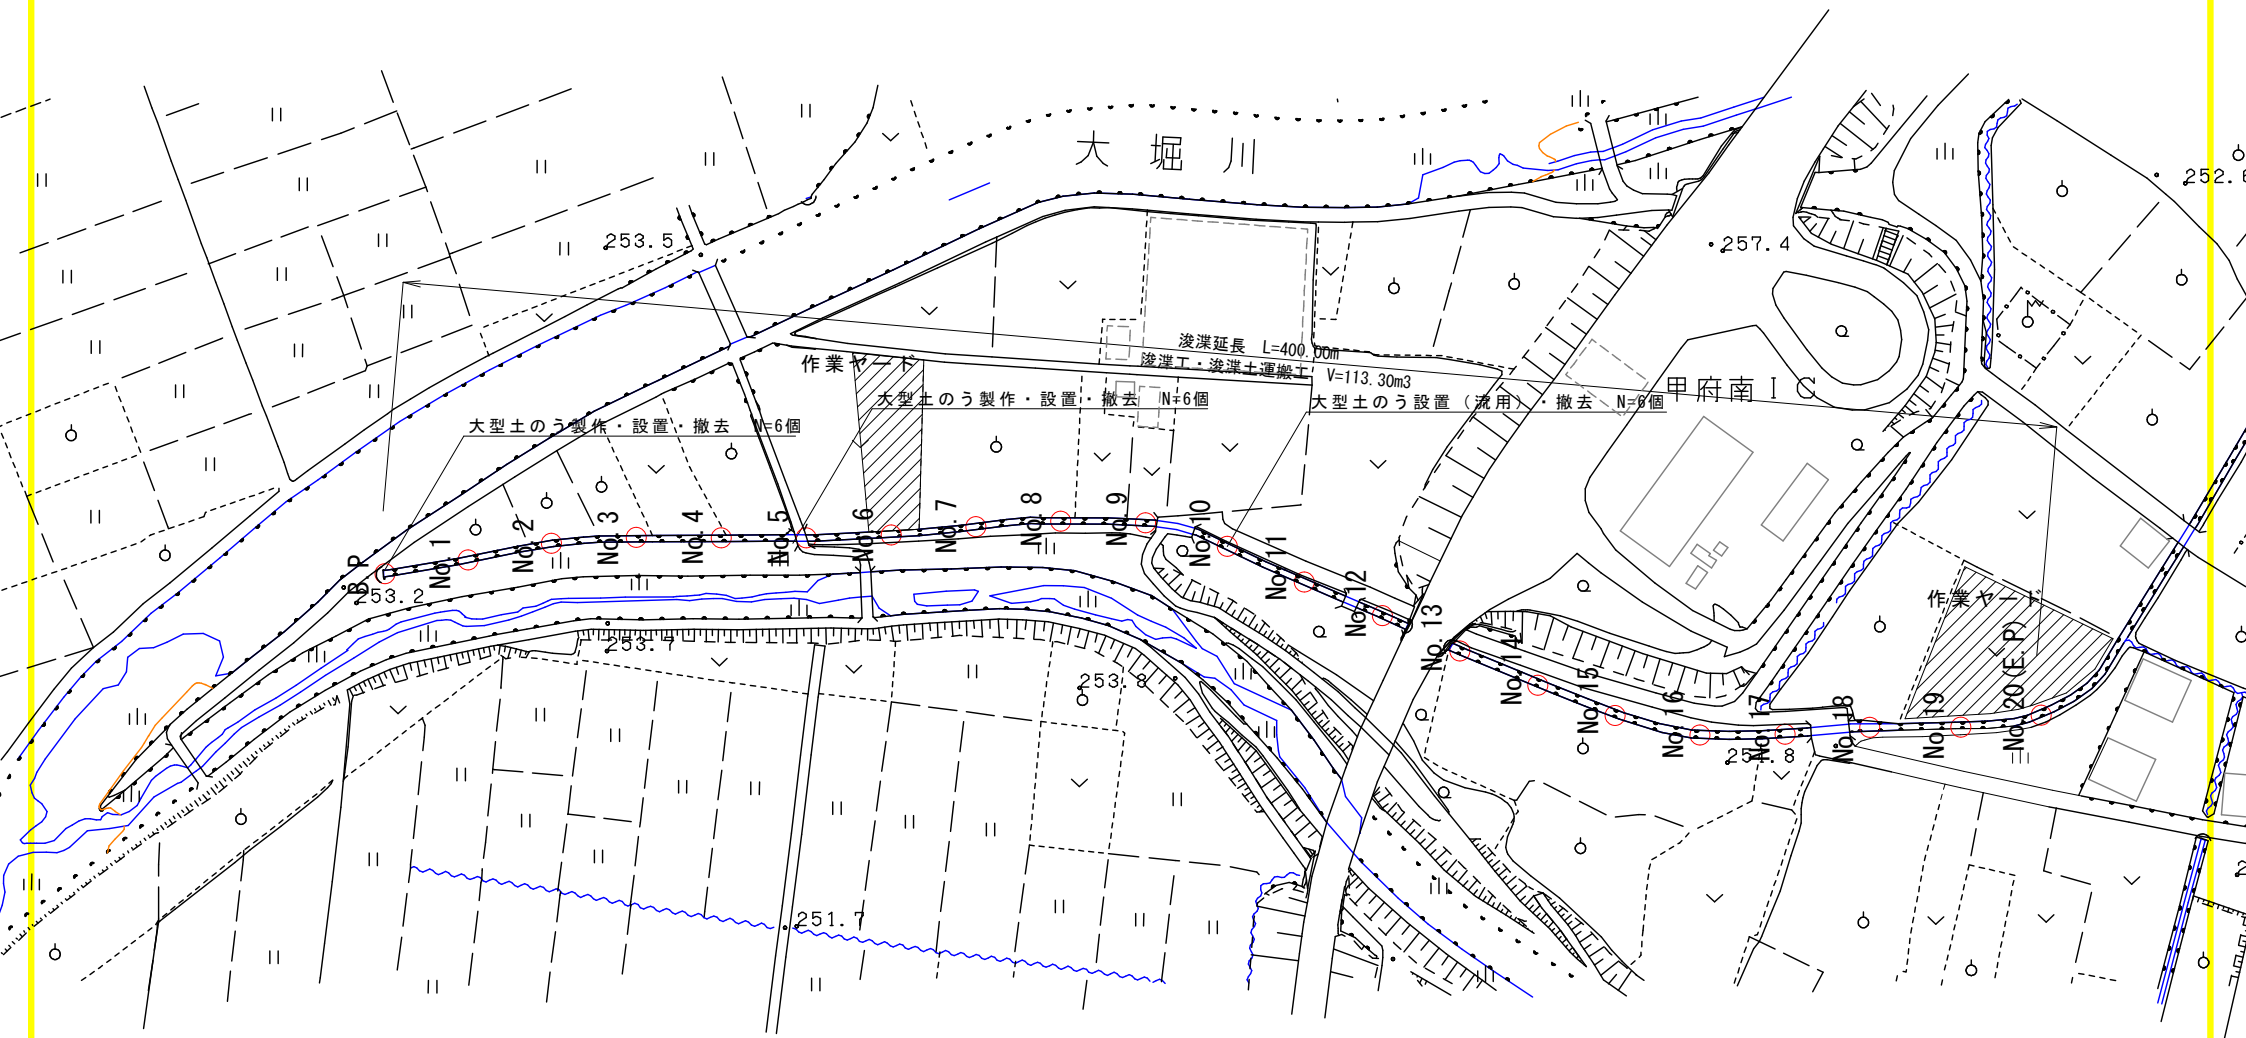 大堀川
253.5
257.4
252.6
浚渫延長　L=400.00m
浚渫工・浚渫土運搬工　V=113.30m3
作業ヤード
甲府南ＩＣ
大型土のう製作・設置・撤去　N=6個
大型土のう設置（流用）・撤去　N=6個
大型土のう製作・設置・撤去　N=6個
B.P
No.1
No.2
No.3
No.4
No.5
No.6
No.7
No.8
No.9
No.10
No.11
No.12
No.13
No.14
No.15
No.16
No.17
No.18
No.19
No.20(E.P)
作業ヤード
253.2
253.7
253.8
251.7